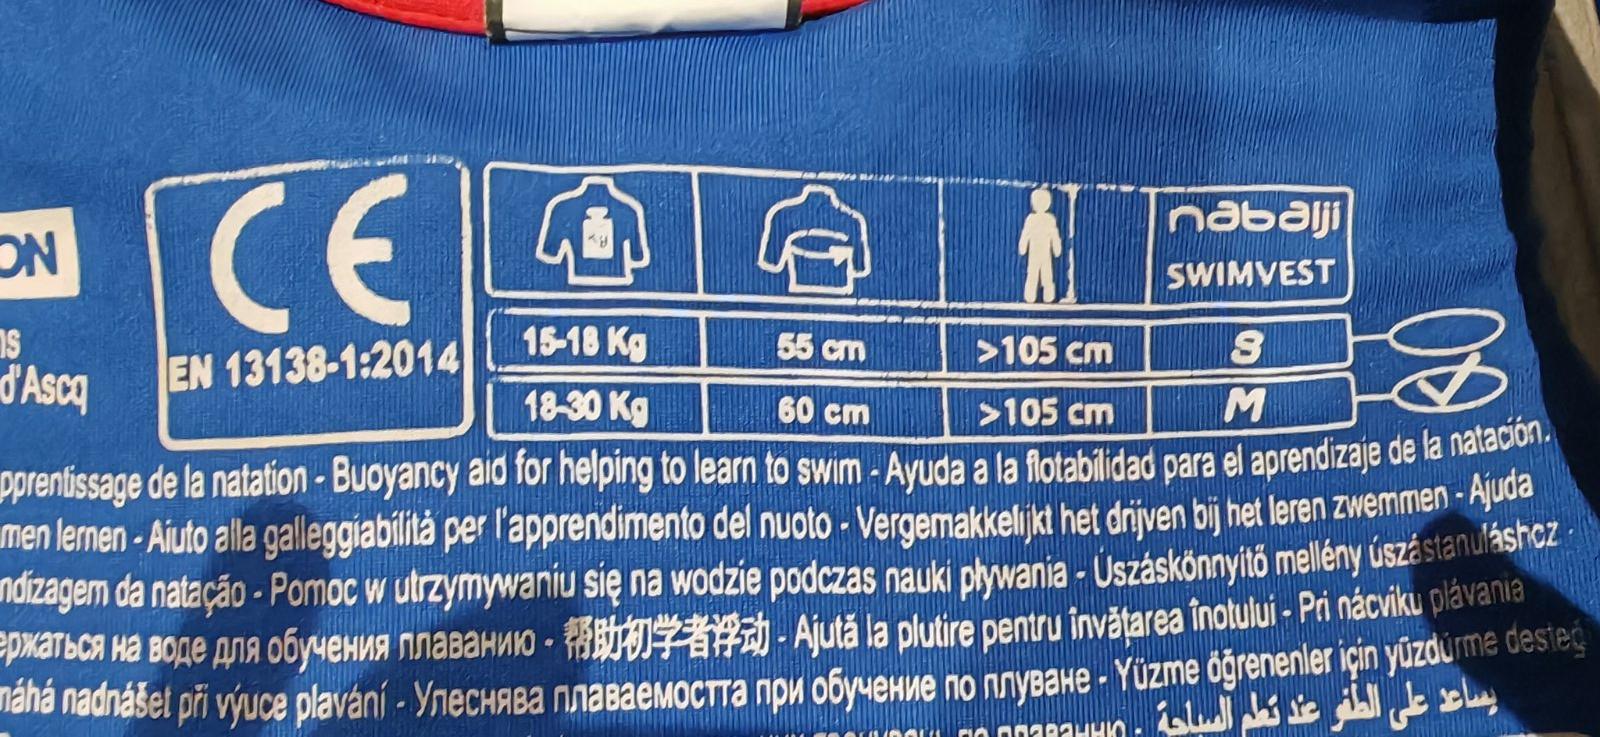 ON
CE
EN 13138-1:2014
d'Ascq
Kg
nabaiji
SWIMVEST
15-18 Kg 55 cm >105 cm S
18-30 Kg 60 cm >105 cm M
pprentissage de la natation - Buoyancy aid for helping to learn to swim - Ayuda a la flotabilidad para el aprendizaje de la natación.
men lernen - Aiuto alla galleggiabilità per l'apprendimento del nuoto - Vergemakkelijkt het drijven bij het leren zwemmen - Ajuda
ndizagem da natação - Pomoc w utrzymywaniu się na wodzie podczas nauki pływania - Úszáskönnyítő mellény úszástanuláshoz -
ержаться на воде для обучения плаванию - 帮助初学者浮动 - Ajută la plutire pentru învățarea înotului - Pri nácviku plávania
náhá nadnášet při výuce plavání - Улеснява плаваемостта при обучение по плуване - Yüzme öğrenenler için yüzdürme desteğ
плаванню - يساعد على الطفو عند تعلم السباحة